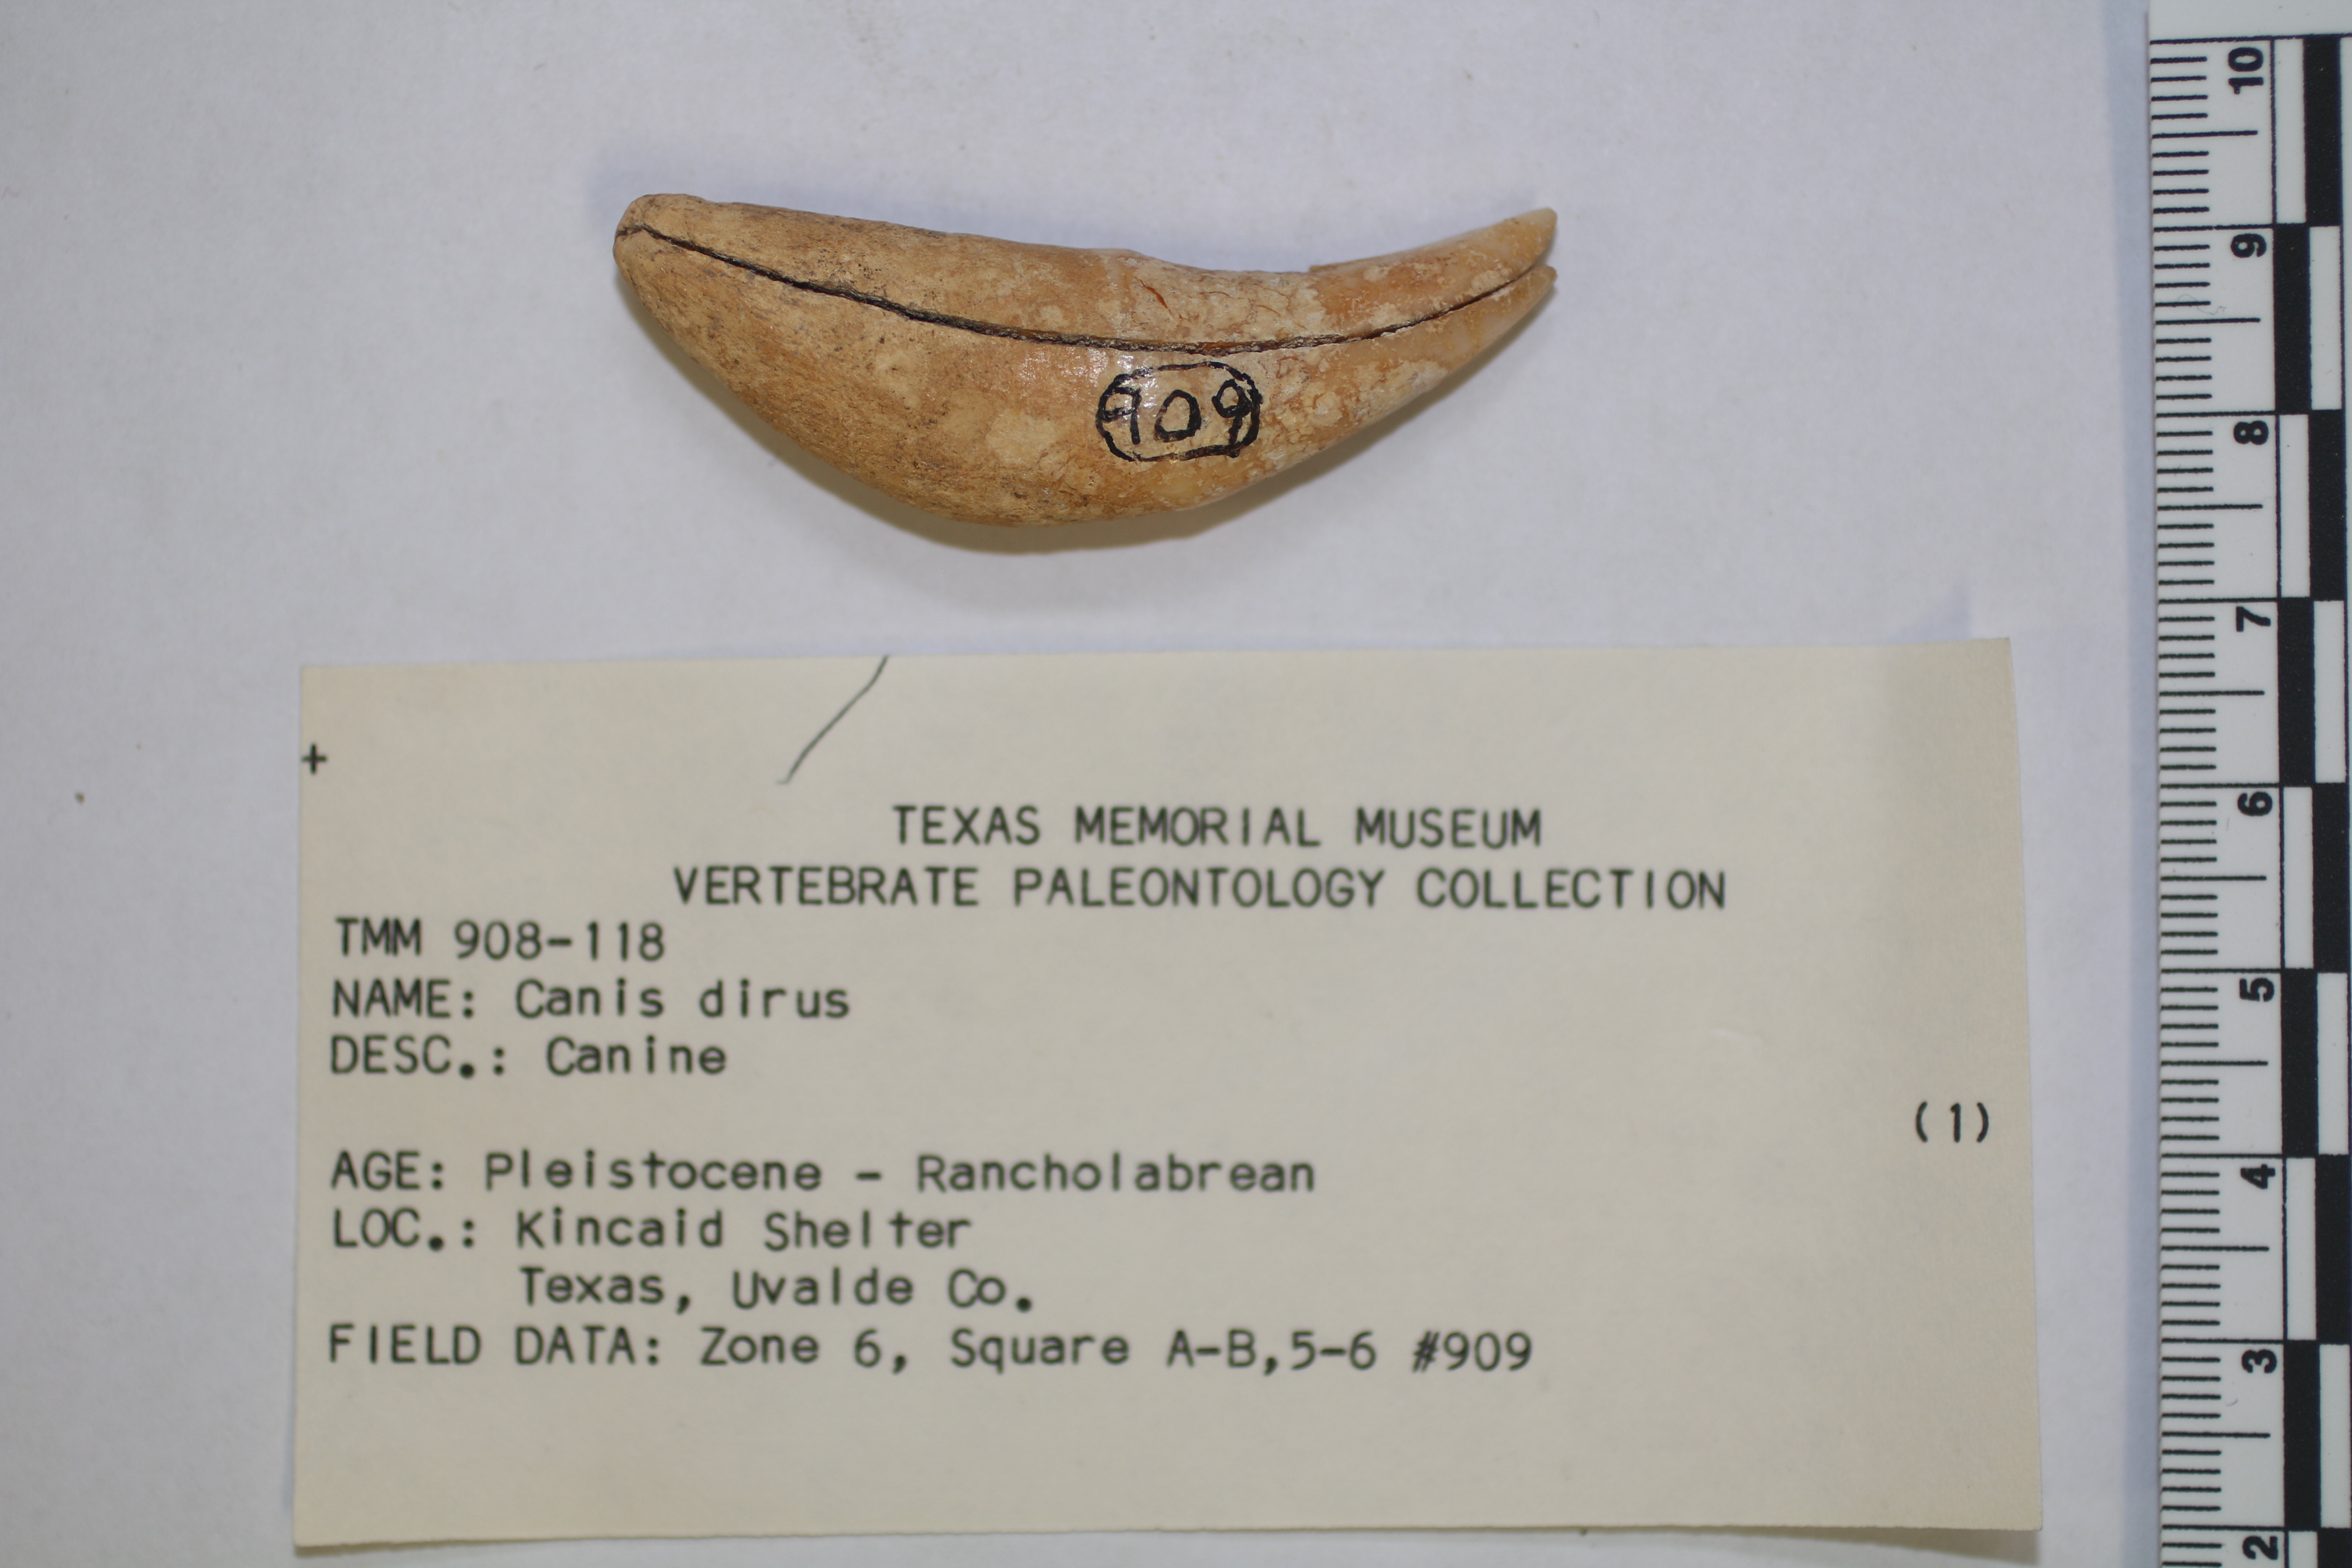 909
+
TEXAS MEMORIAL MUSEUM
VERTEBRATE PALEONTOLOGY COLLECTION
TMM 908-118
NAME: Canis dirus
DESC.: Canine
(1)
AGE: Pleistocene - Rancholabrean
LOC.: Kincaid Shelter
Texas, Uvalde Co.
FIELD DATA: Zone 6, Square A-B,5-6 #909
10
9
8
7
6
5
4
3
2